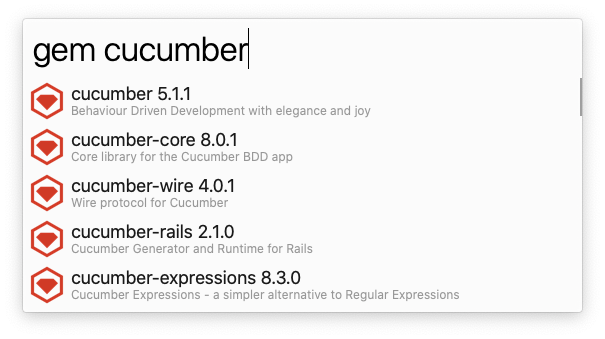 gem cucumber
cucumber 5.1.1
Behaviour Driven Development with elegance and joy
cucumber-core 8.0.1
Core library for the Cucumber BDD app
cucumber-wire 4.0.1
Wire protocol for Cucumber
cucumber-rails 2.1.0
Cucumber Generator and Runtime for Rails
cucumber-expressions 8.3.0
Cucumber Expressions - a simpler alternative to Regular Expressions